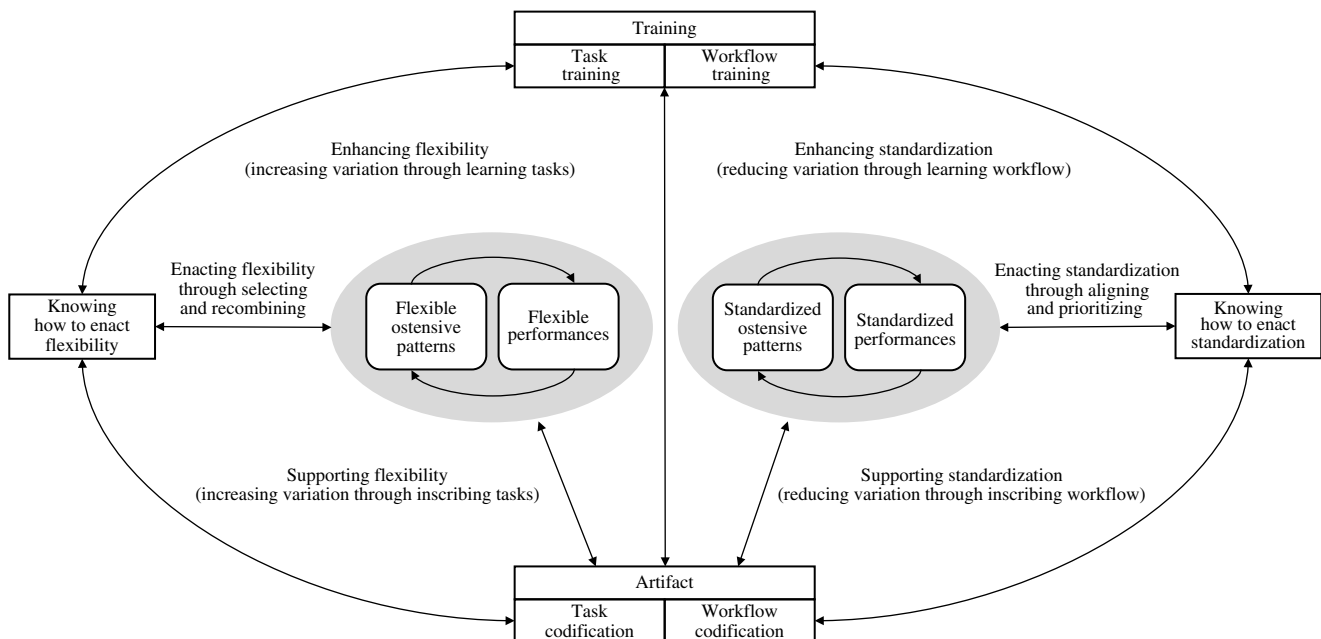 Training
Task
training
Workflow
training
Enhancing flexibility
(increasing variation through learning tasks)
Enhancing standardization
(reducing variation through learning workflow)
Enacting flexibility
through selecting
and recombining
Enacting standardization
through aligning
and prioritizing
Knowing
how to enact
flexibility
Flexible
ostensive
patterns
Flexible
performances
Standardized
ostensive
patterns
Standardized
performances
Knowing
how to enact
standardization
Supporting flexibility
(increasing variation through inscribing tasks)
Supporting standardization
(reducing variation through inscribing workflow)
Artifact
Task
codification
Workflow
codification